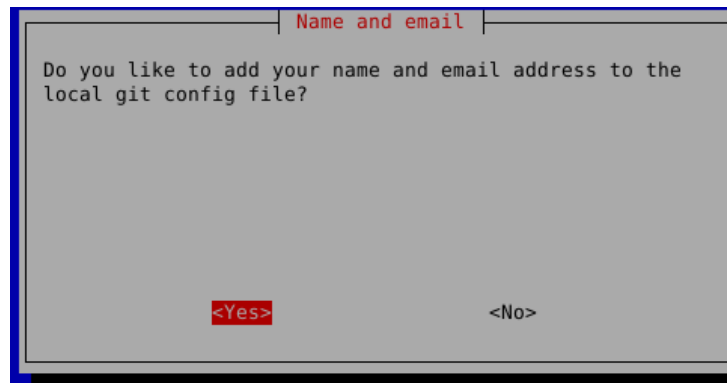 Name and email
Do you like to add your name and email address to the
local git config file?
<Yes> <No>